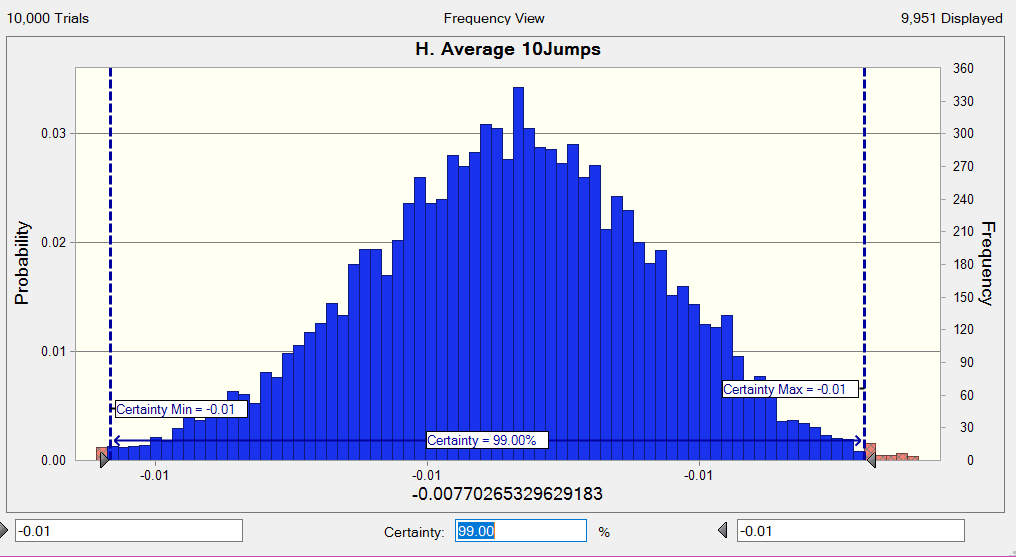 10,000 Trials Frequency View 9,951 Displayed
H. Average 10Jumps
Probability
0.03
0.02
0.01
0.00
360
330
300
270
240
210
180
150
120
90
60
30
0
Frequency
Certainty Min = -0.01
Certainty Max = -0.01
Certainty = 99.00%
-0.01 -0.01 -0.01
-0.00770265329629183
-0.01 Certainty: 99.00 % -0.01